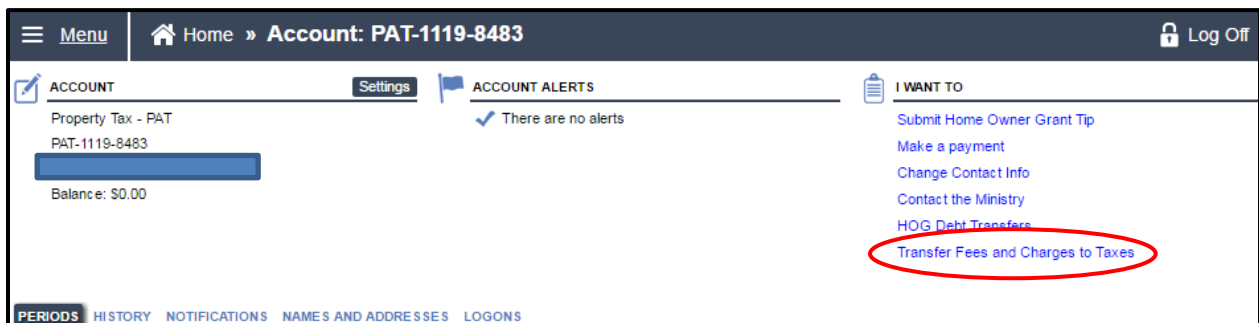 Menu Home » Account: PAT-1119-8483 Log Off
ACCOUNT Settings
Property Tax - PAT
PAT-1119-8483
Balance: $0.00
ACCOUNT ALERTS
There are no alerts
I WANT TO
Submit Home Owner Grant Tip
Make a payment
Change Contact Info
Contact the Ministry
HOG Debt Transfers
Transfer Fees and Charges to Taxes
PERIODS HISTORY NOTIFICATIONS NAMES AND ADDRESSES LOGONS